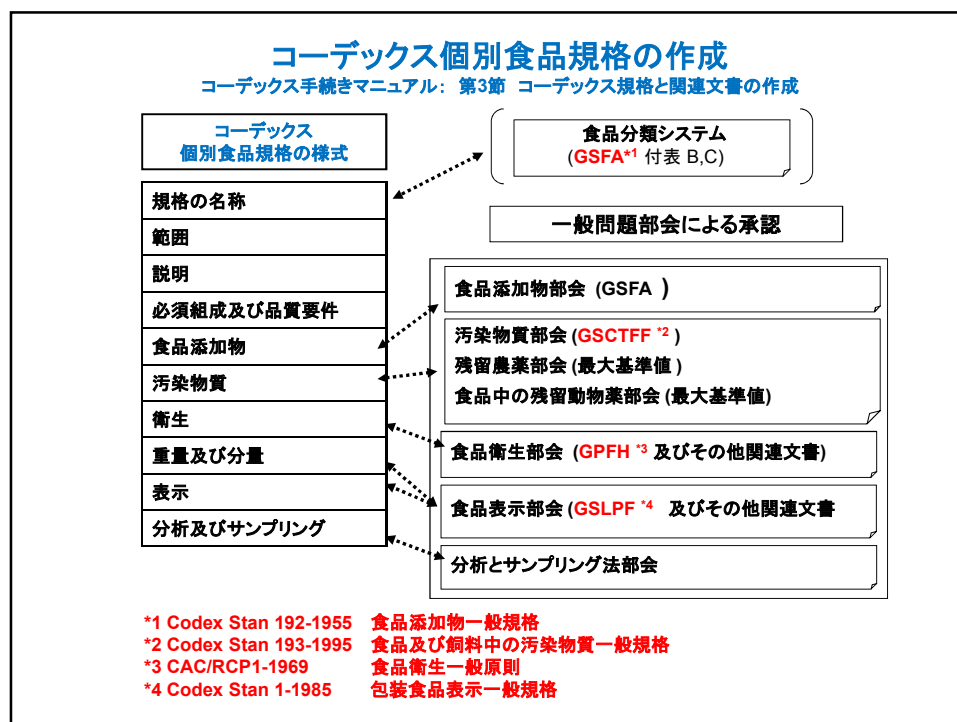 コーデックス個別食品規格の作成
コーデックス手続きマニュアル： 第3節 コーデックス規格と関連文書の作成
コーデックス
個別食品規格の様式
食品分類システム
(GSFA*1 付表 B,C)
規格の名称
範囲
説明
必須組成及び品質要件
食品添加物
汚染物質
衛生
重量及び分量
表示
分析及びサンプリング
一般問題部会による承認
食品添加物部会 (GSFA )
汚染物質部会 (GSCTFF *2 )
残留農薬部会 (最大基準値 )
食品中の残留動物薬部会 (最大基準値)
食品衛生部会 (GPFH *3 及びその他関連文書)
食品表示部会 (GSLPF *4 及びその他関連文書
分析とサンプリング法部会
*1 Codex Stan 192-1955 食品添加物一般規格
*2 Codex Stan 193-1995 食品及び飼料中の汚染物質一般規格
*3 CAC/RCP1-1969 食品衛生一般原則
*4 Codex Stan 1-1985 包装食品表示一般規格